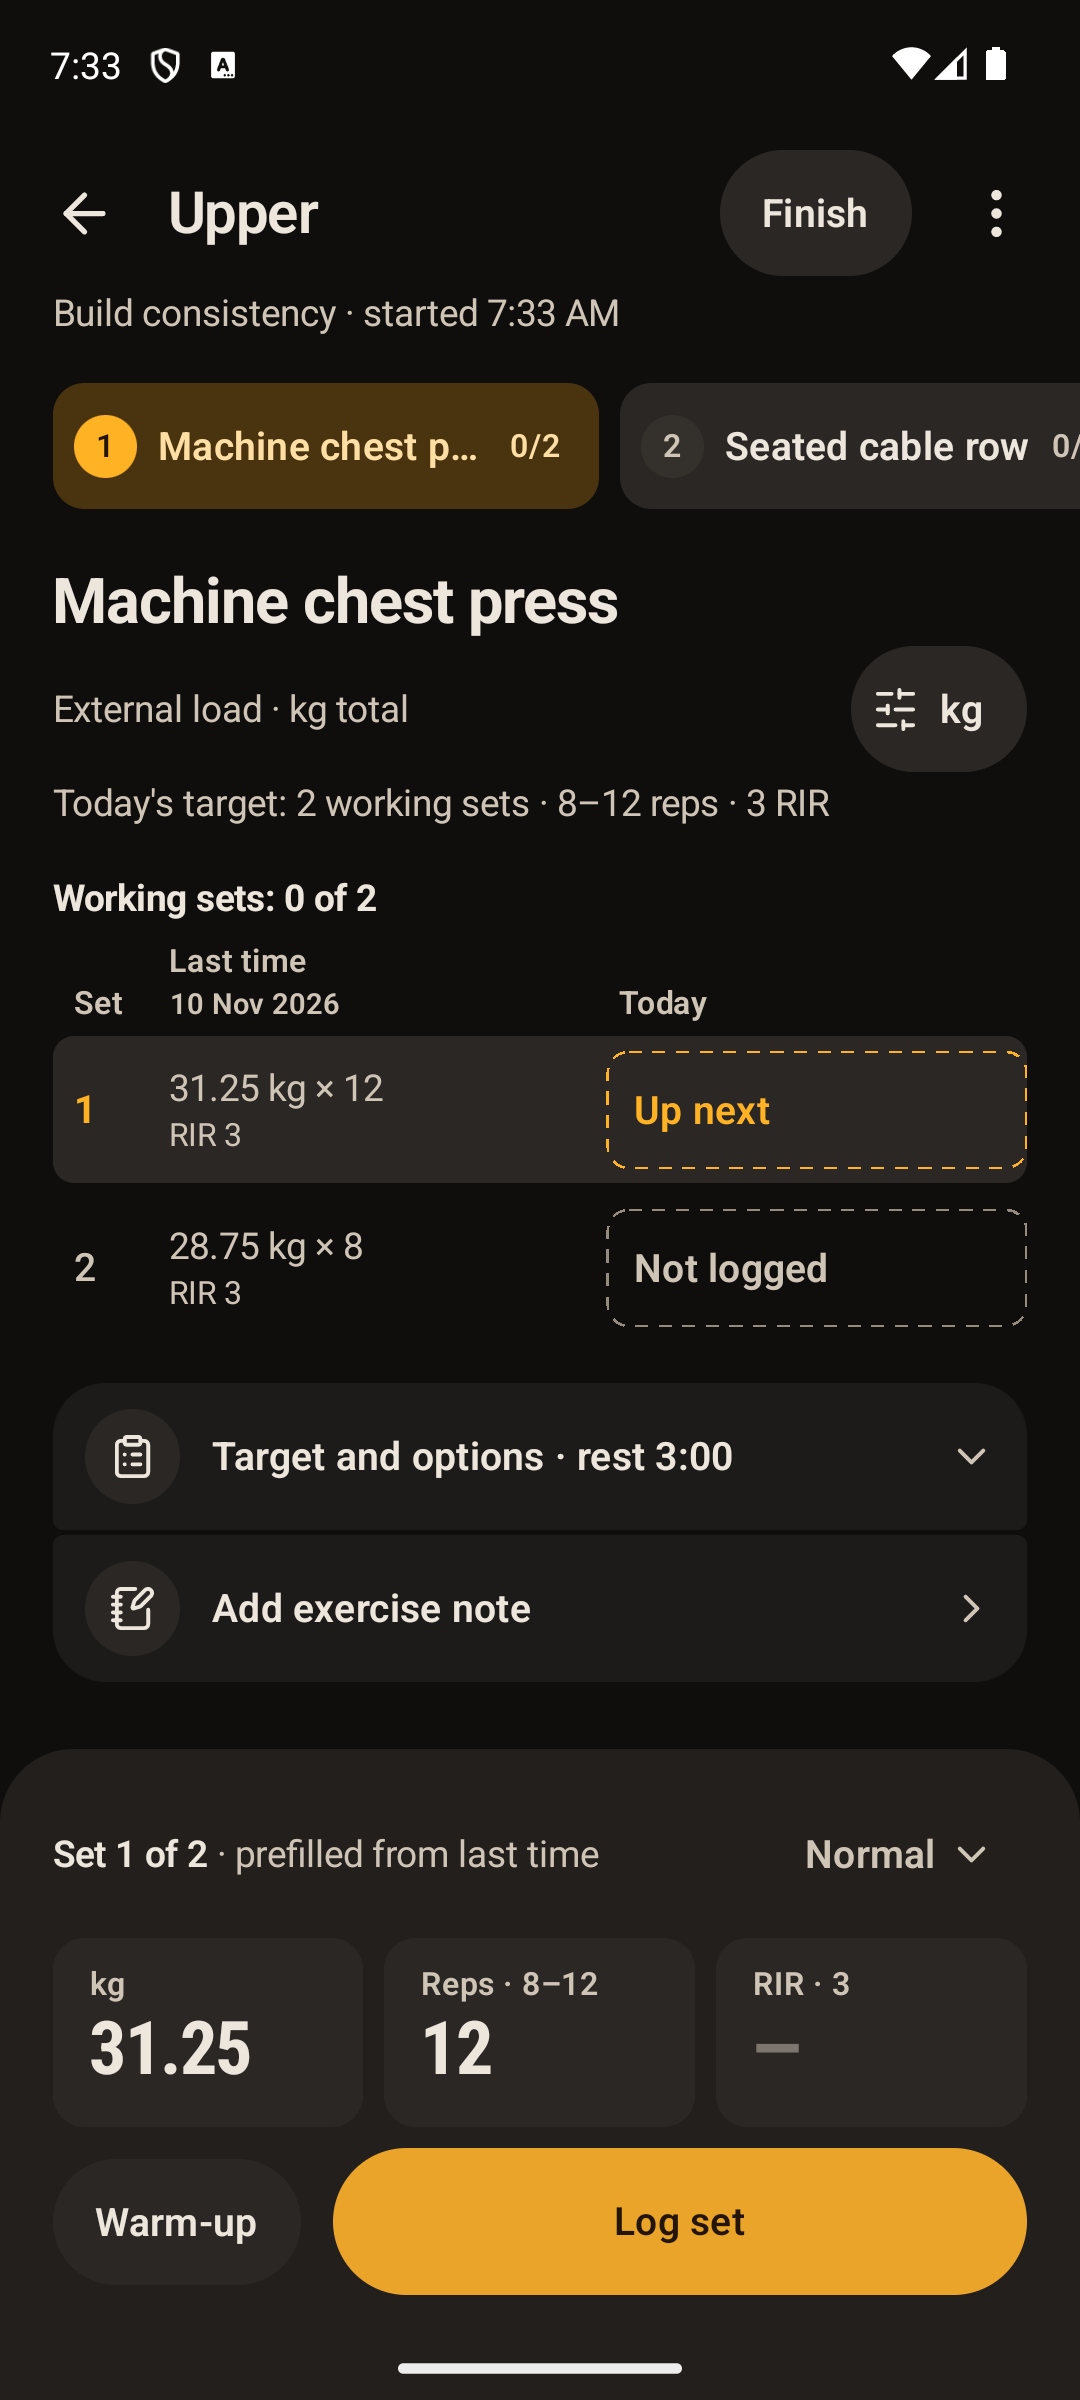 7:33
Upper
Finish
Build consistency · started 7:33 AM
1 Machine chest p... 0/2
2 Seated cable row 0/
Machine chest press
External load · kg total
kg
Today's target: 2 working sets · 8–12 reps · 3 RIR
Working sets: 0 of 2
Set
Last time
10 Nov 2026
Today
1
31.25 kg × 12
RIR 3
Up next
2
28.75 kg × 8
RIR 3
Not logged
Target and options · rest 3:00
Add exercise note
Set 1 of 2 · prefilled from last time
Normal
kg
31.25
Reps · 8–12
12
RIR · 3
—
Warm-up
Log set